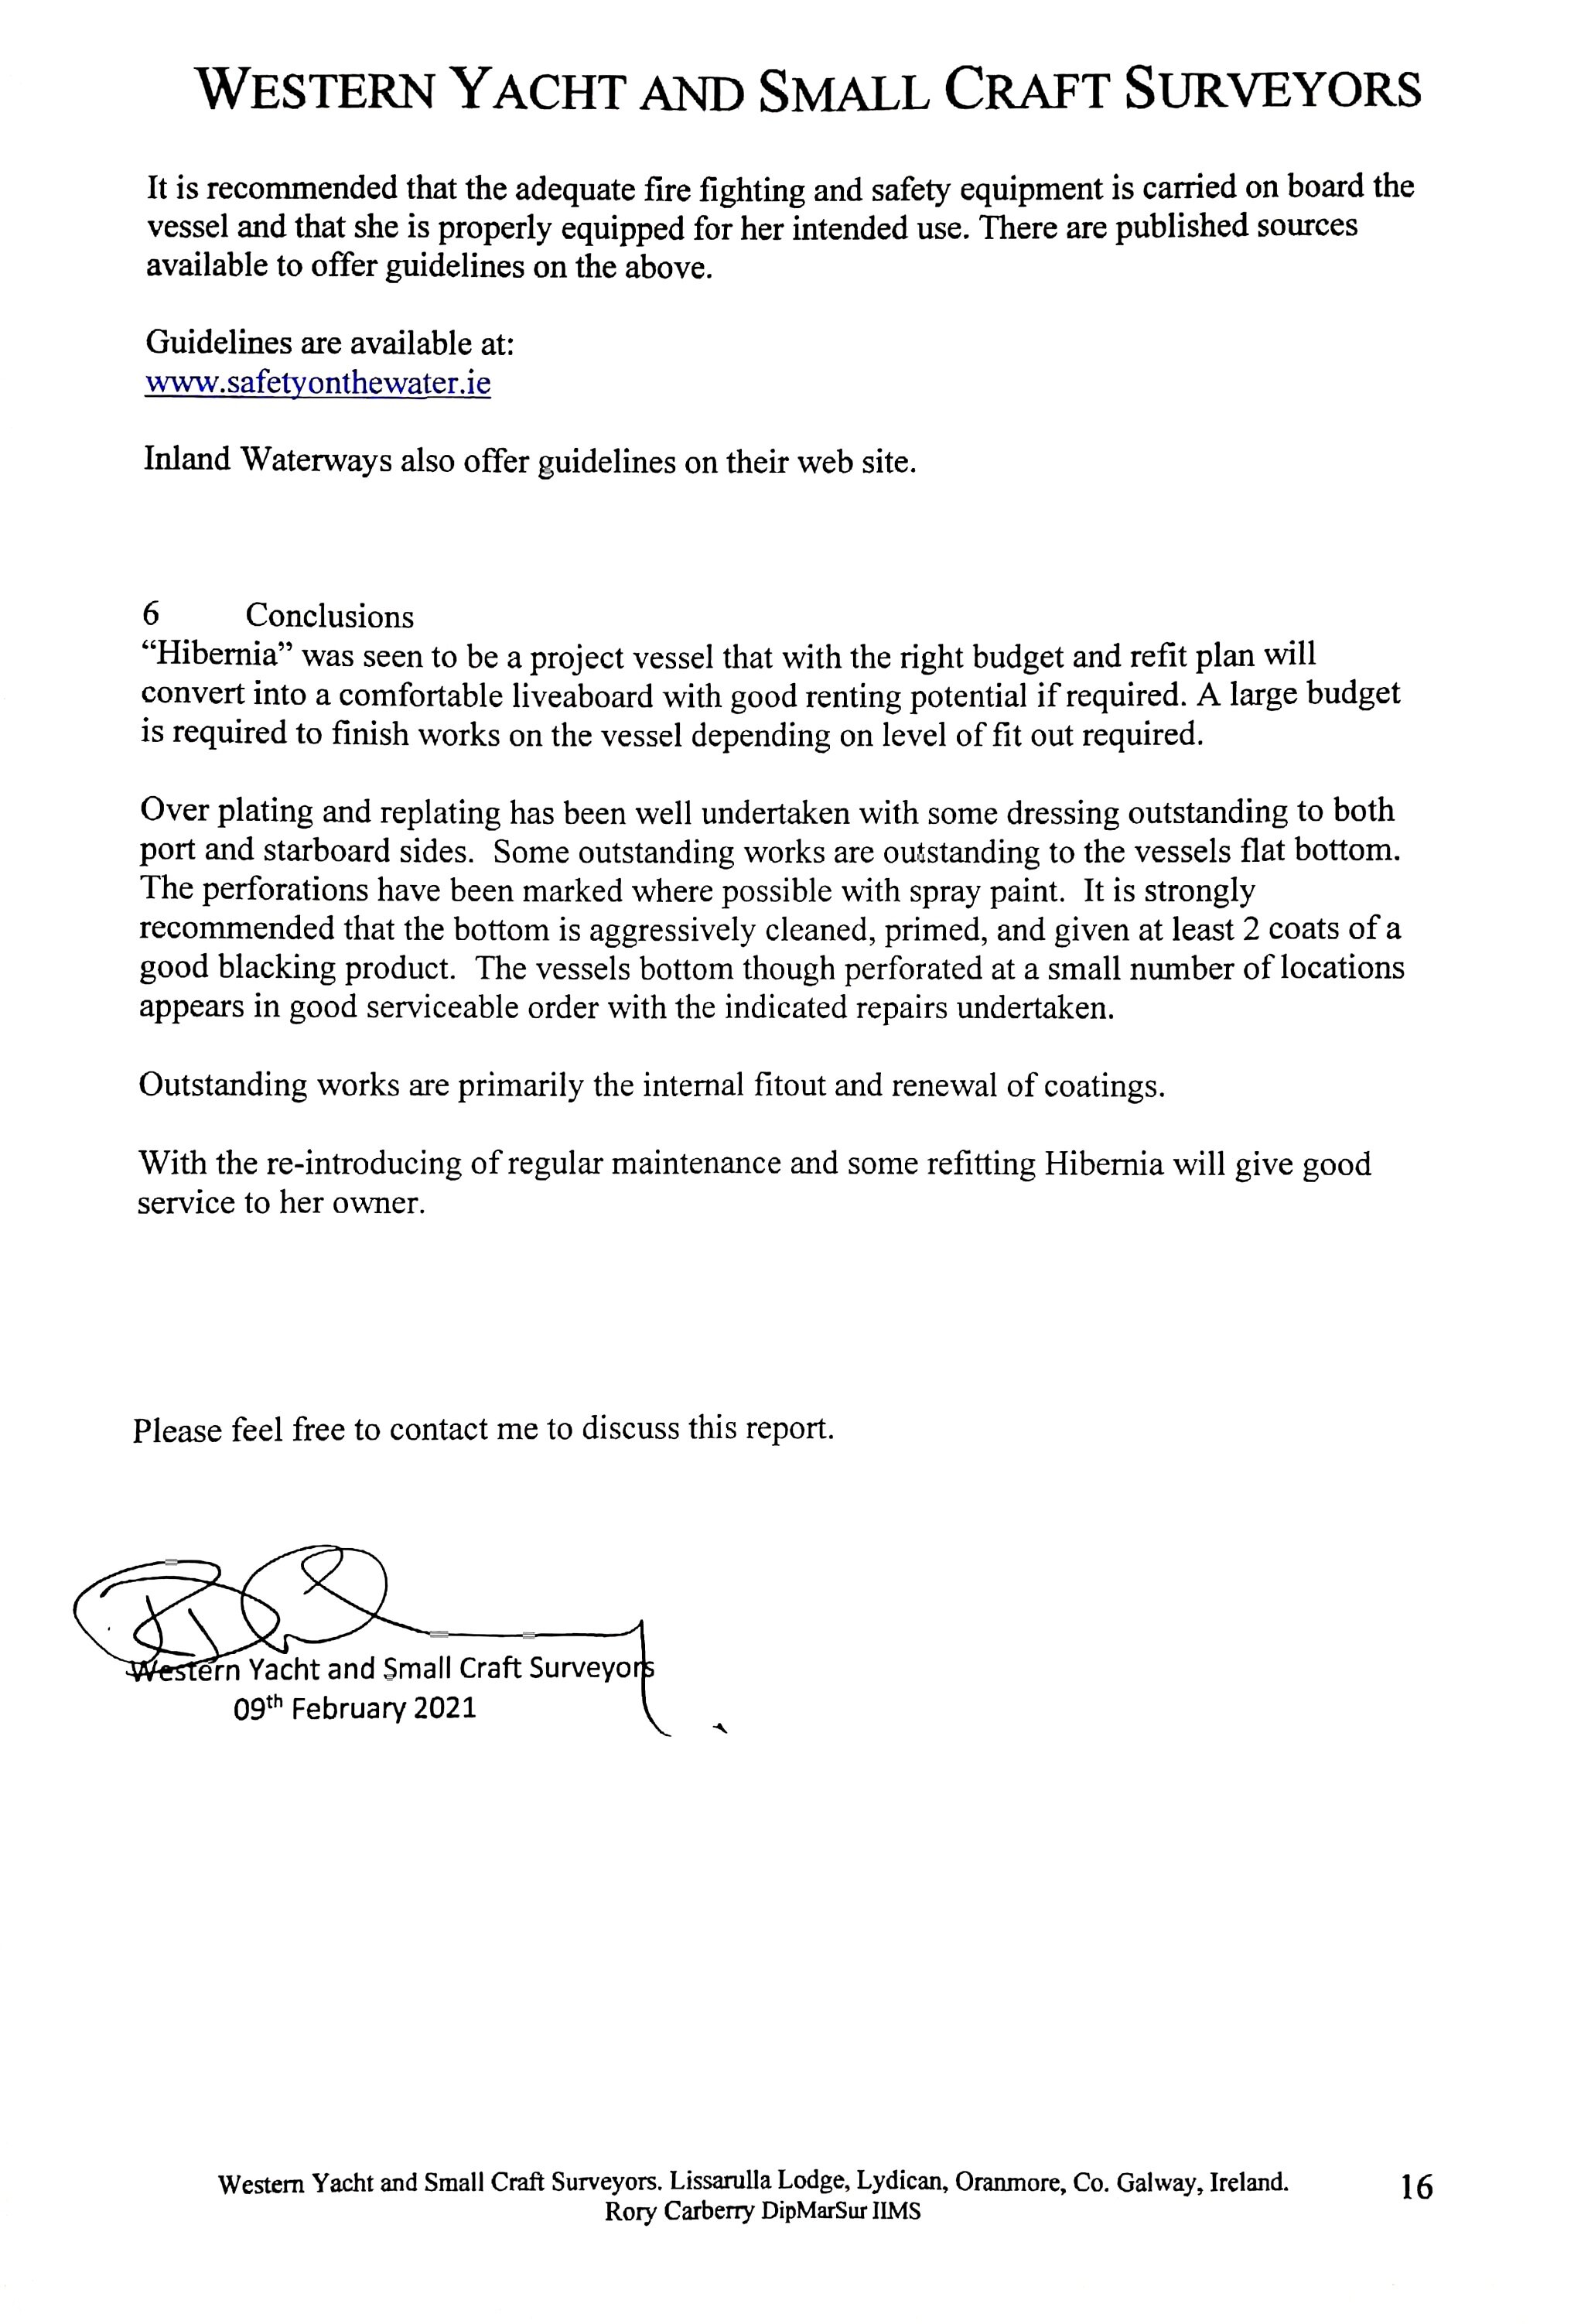 WESTERN YACHT AND SMALL CRAFT SURVEYORS
It is recommended that the adequate fire fighting and safety equipment is carried on board the
vessel and that she is properly equipped for her intended use. There are published sources
available to offer guidelines on the above.
Guidelines are available at:
www.safetyonthewater.ie
Inland Waterways also offer guidelines on their web site.
6 Conclusions
“Hibernia” was seen to be a project vessel that with the right budget and refit plan will
convert into a comfortable liveaboard with good renting potential if required. A large budget
is required to finish works on the vessel depending on level of fit out required.
Over plating and replating has been well undertaken with some dressing outstanding to both
port and starboard sides. Some outstanding works are outstanding to the vessels flat bottom.
The perforations have been marked where possible with spray paint. It is strongly
recommended that the bottom is aggressively cleaned, primed, and given at least 2 coats of a
good blacking product. The vessels bottom though perforated at a small number of locations
appears in good serviceable order with the indicated repairs undertaken.
Outstanding works are primarily the internal fitout and renewal of coatings.
With the re-introducing of regular maintenance and some refitting Hibernia will give good
service to her owner.
Please feel free to contact me to discuss this report.
Western Yacht and Small Craft Surveyors
09th February 2021
Western Yacht and Small Craft Surveyors. Lissarulla Lodge, Lydican, Oranmore, Co. Galway, Ireland. 16
Rory Carberry DipMarSur IIMS